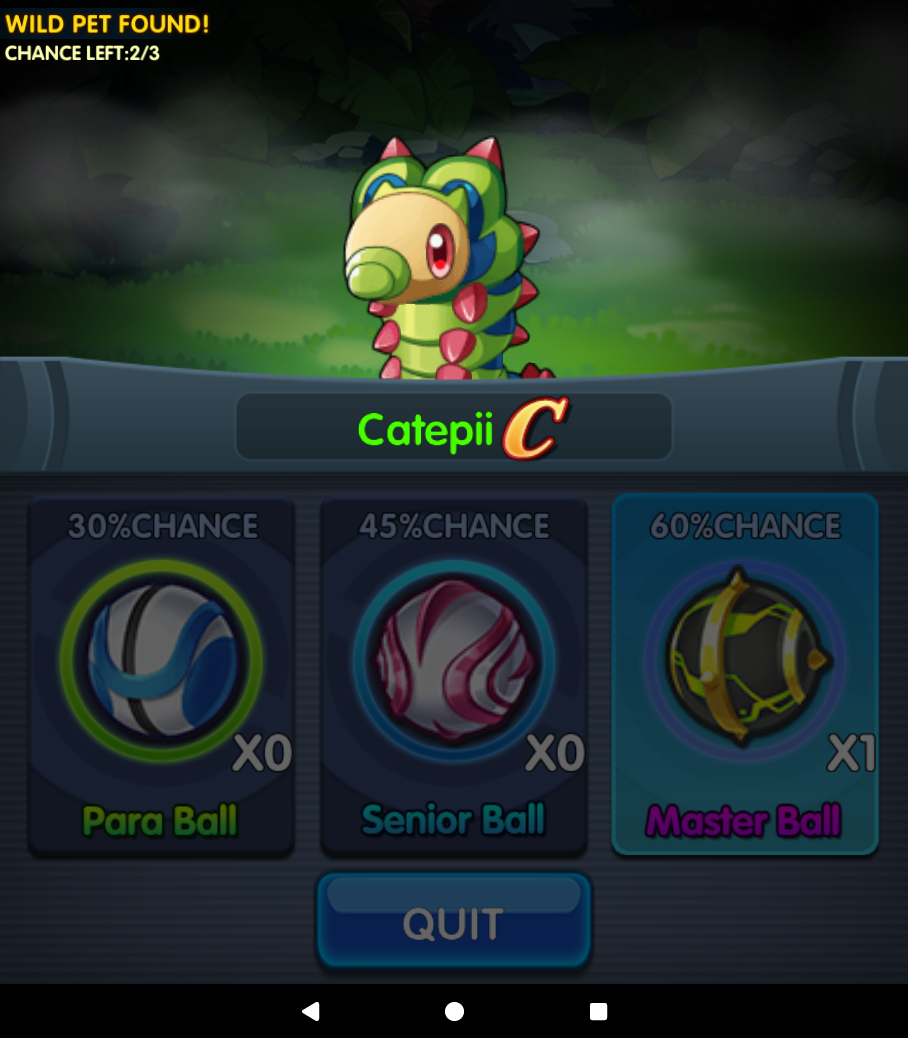 WILD PET FOUND!
CHANCE LEFT:2/3
Catepii C
30%CHANCE
45%CHANCE
60%CHANCE
X0
X0
X1
Para Ball
Senior Ball
Master Ball
QUIT